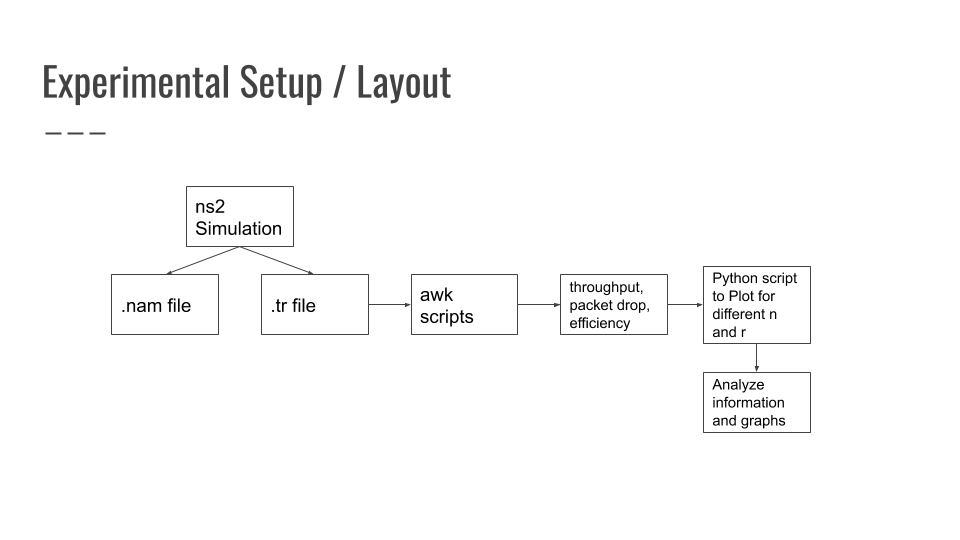 Experimental Setup / Layout
ns2
Simulation
.nam file
.tr file
awk
scripts
throughput,
packet drop,
efficiency
Python script
to Plot for
different n
and r
Analyze
information
and graphs